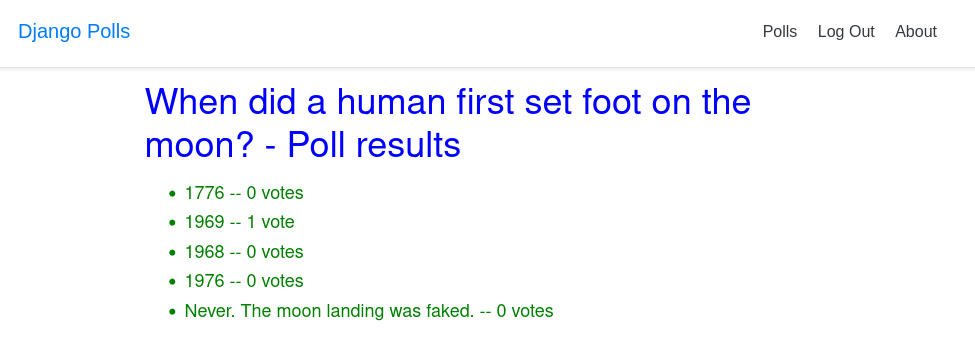 Django Polls
Polls Log Out About
When did a human first set foot on the
moon? - Poll results
1776 -- 0 votes
1969 -- 1 vote
1968 -- 0 votes
1976 -- 0 votes
Never. The moon landing was faked. -- 0 votes